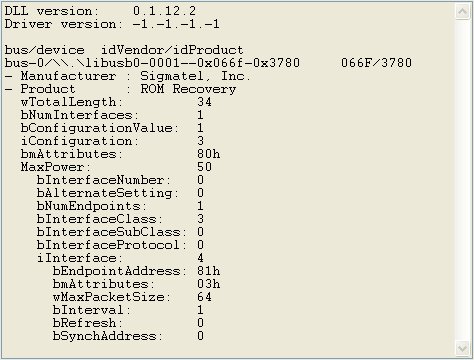 DLL version:    0.1.12.2
Driver version: -1.-1.-1.-1

bus/device  idVendor/idProduct
bus-0/\\.\libusb0-0001--0x066f-0x3780     066F/3780
- Manufacturer : Sigmatel, Inc.
- Product      : ROM Recovery
  wTotalLength:         34
  bNumInterfaces:       1
  bConfigurationValue:  1
  iConfiguration:       3
  bmAttributes:         80h
  MaxPower:             50
    bInterfaceNumber:   0
    bAlternateSetting:  0
    bNumEndpoints:      1
    bInterfaceClass:    3
    bInterfaceSubClass: 0
    bInterfaceProtocol: 0
    iInterface:         4
      bEndpointAddress: 81h
      bmAttributes:     03h
      wMaxPacketSize:   64
      bInterval:        1
      bRefresh:         0
      bSynchAddress:    0